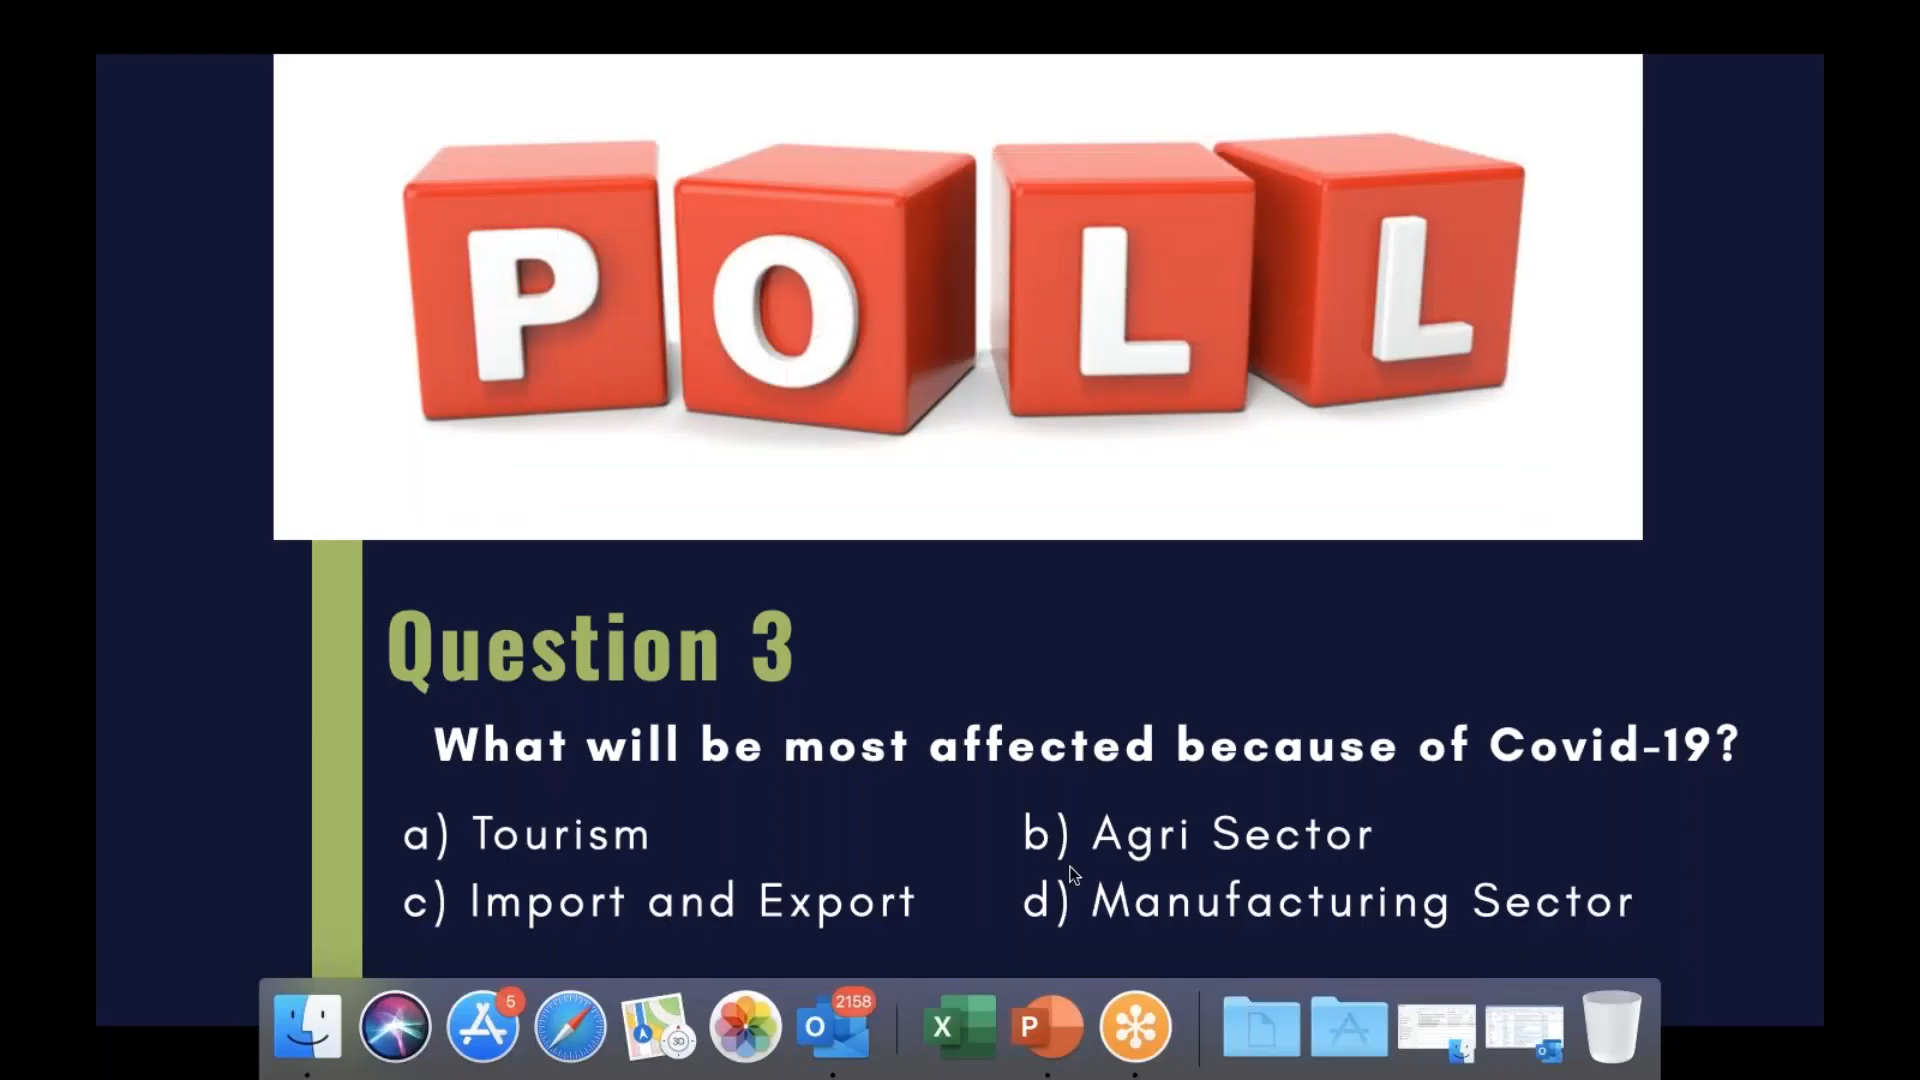 POLL
Question 3
What will be most affected because of Covid-19?
a) Tourism
b) Agri Sector
c) Import and Export
d) Manufacturing Sector
5
3D
O
2158
X
P